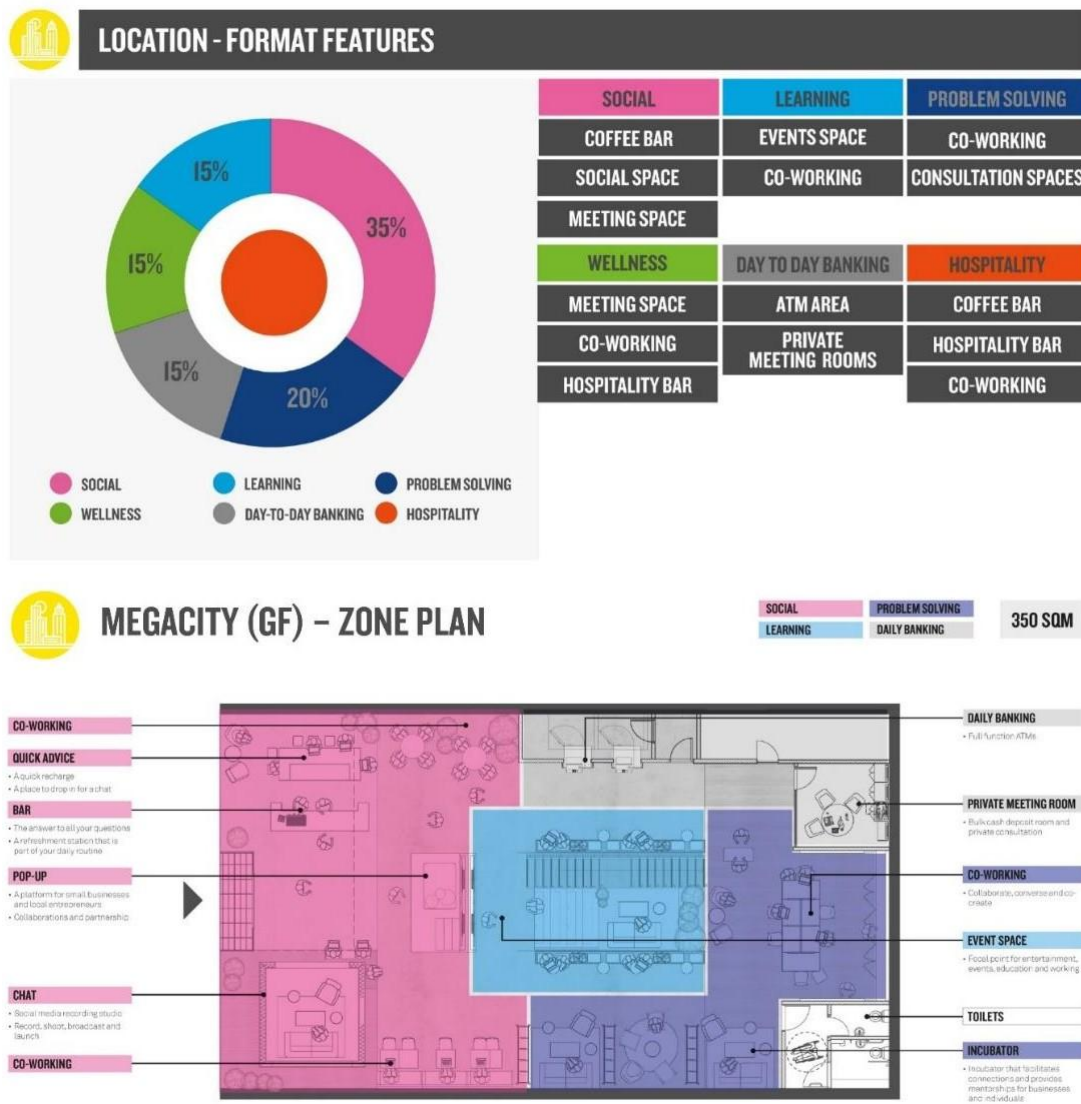 LOCATION - FORMAT FEATURES
35%
20%
15%
15%
15%
SOCIAL
LEARNING
PROBLEM SOLVING
WELLNESS
DAY-TO-DAY BANKING
HOSPITALITY
SOCIAL
COFFEE BAR
SOCIAL SPACE
MEETING SPACE
LEARNING
EVENTS SPACE
CO-WORKING
PROBLEM SOLVING
CO-WORKING
CONSULTATION SPACES
WELLNESS
MEETING SPACE
CO-WORKING
HOSPITALITY BAR
DAY TO DAY BANKING
ATM AREA
PRIVATE
MEETING ROOMS
HOSPITALITY
COFFEE BAR
HOSPITALITY BAR
CO-WORKING
MEGACITY (GF) – ZONE PLAN
SOCIAL
PROBLEM SOLVING
LEARNING
DAILY BANKING
350 SQM
CO-WORKING
QUICK ADVICE
• A quick recharge
• A place to drop in for a chat
BAR
• The answer to all your questions
• A refreshment station that is
part of your daily routine
POP-UP
• A platform for small businesses
and local entrepreneurs
• Collaborations and partnership
CHAT
• Social media recording studio
• Record, shoot, broadcast and
launch
CO-WORKING
DAILY BANKING
• Full function ATMs
PRIVATE MEETING ROOM
• Bulk cash deposit room and
private consultation
CO-WORKING
• Collaborate, converse and co-
create
EVENT SPACE
• Focal point for entertainment,
events, education and working
TOILETS
INCUBATOR
• Incubator that facilitates
connections and provides
mentorships for businesses
and individuals